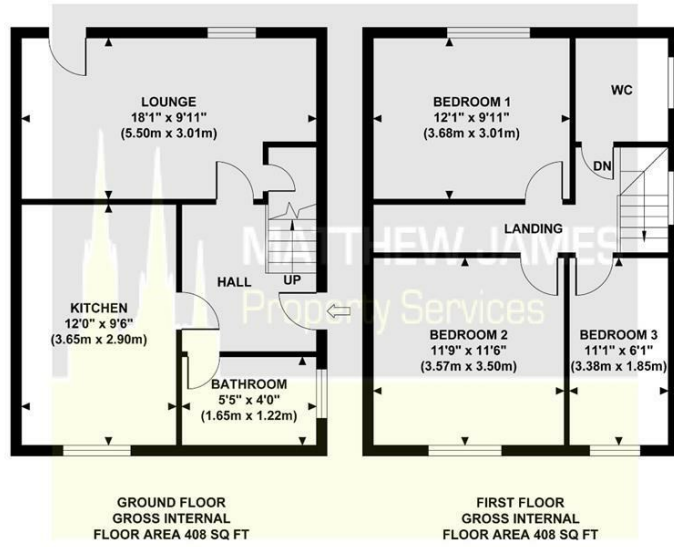 LOUNGE
18'1" x 9'11"
(5.50m x 3.01m)
BEDROOM 1
12'1" x 9'11"
(3.68m x 3.01m)
WC
DN
LANDING
MATTHEW JAMES
Property Services
HALL
UP
KITCHEN
12'0" x 9'6"
(3.65m x 2.90m)
BATHROOM
5'5" x 4'0"
(1.65m x 1.22m)
BEDROOM 2
11'9" x 11'6"
(3.57m x 3.50m)
BEDROOM 3
11'1" x 6'1"
(3.38m x 1.85m)
GROUND FLOOR
GROSS INTERNAL
FLOOR AREA 408 SQ FT
FIRST FLOOR
GROSS INTERNAL
FLOOR AREA 408 SQ FT